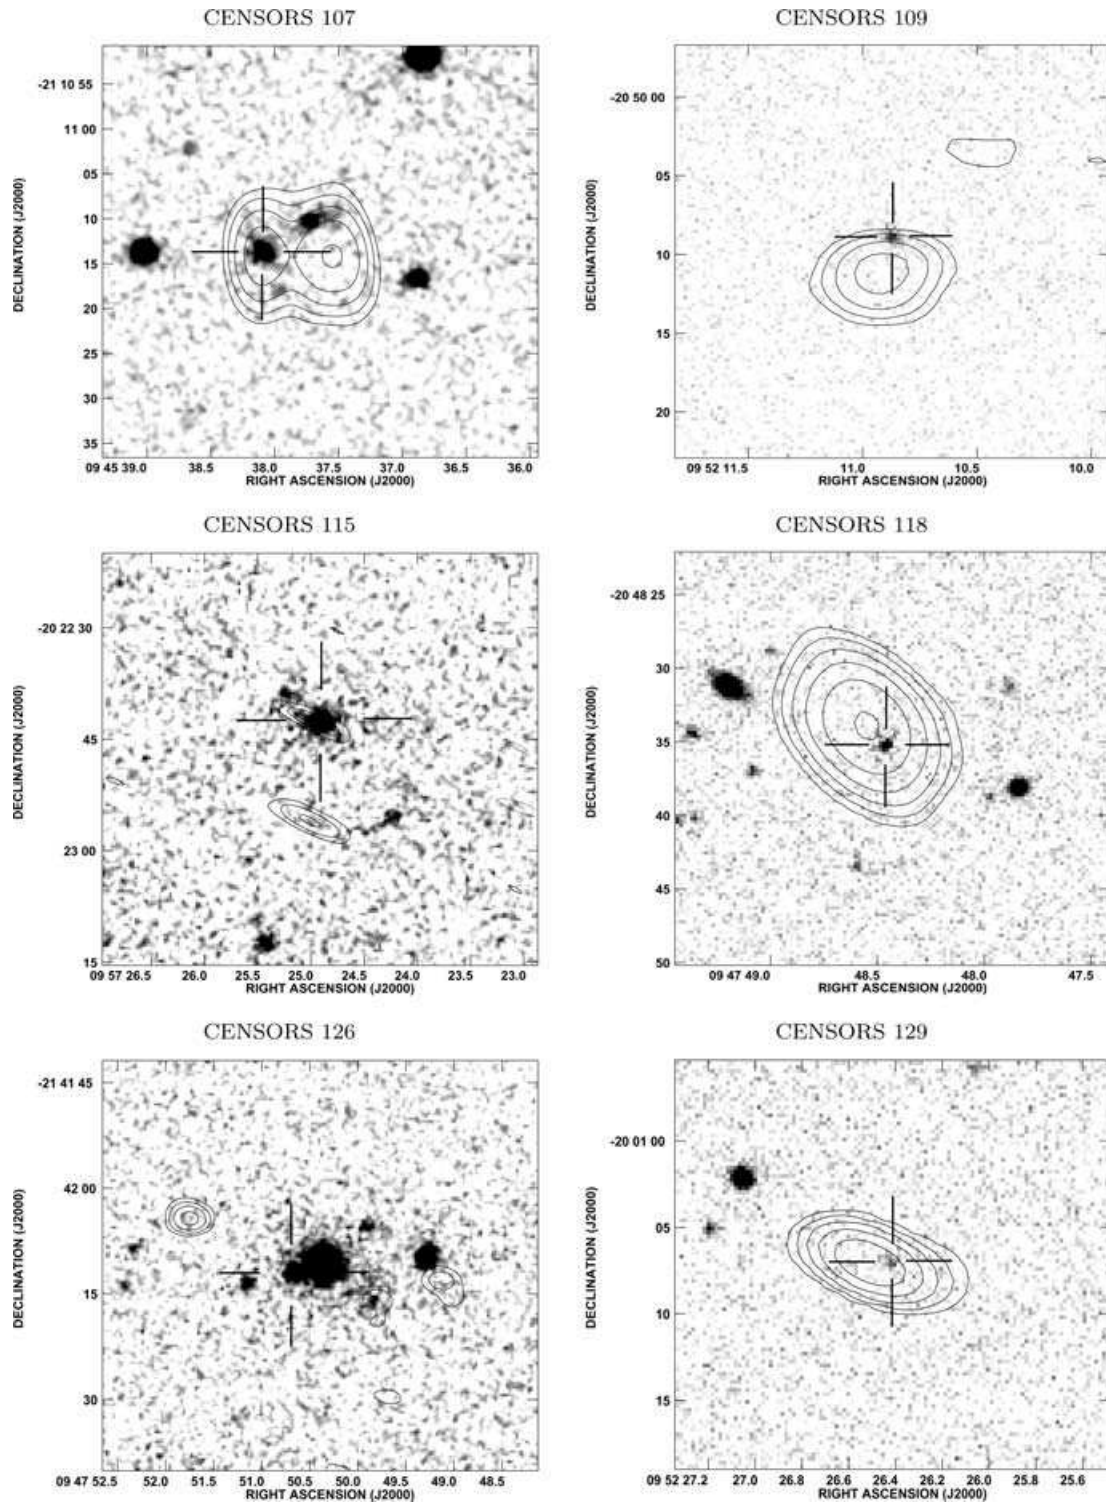 CENSORS 107
-21 10 55
11 00
05
10
15
20
25
30
35
DECLINATION (J2000)
09 45 39.0 38.5 38.0 37.5 37.0 36.5 36.0
RIGHT ASCENSION (J2000)
CENSORS 109
-20 50 00
05
10
15
20
DECLINATION (J2000)
09 52 11.5 11.0 10.5 10.0
RIGHT ASCENSION (J2000)
CENSORS 115
-20 22 30
45
23 00
15
DECLINATION (J2000)
09 57 26.5 26.0 25.5 25.0 24.5 24.0 23.5 23.0
RIGHT ASCENSION (J2000)
CENSORS 118
-20 48 25
30
35
40
45
50
DECLINATION (J2000)
09 47 49.0 48.5 48.0 47.5
RIGHT ASCENSION (J2000)
CENSORS 126
-21 41 45
42 00
15
30
DECLINATION (J2000)
09 47 52.5 52.0 51.5 51.0 50.5 50.0 49.5 49.0 48.5
RIGHT ASCENSION (J2000)
CENSORS 129
-20 01 00
05
10
15
DECLINATION (J2000)
09 52 27.2 27.0 26.8 26.6 26.4 26.2 26.0 25.8 25.6
RIGHT ASCENSION (J2000)